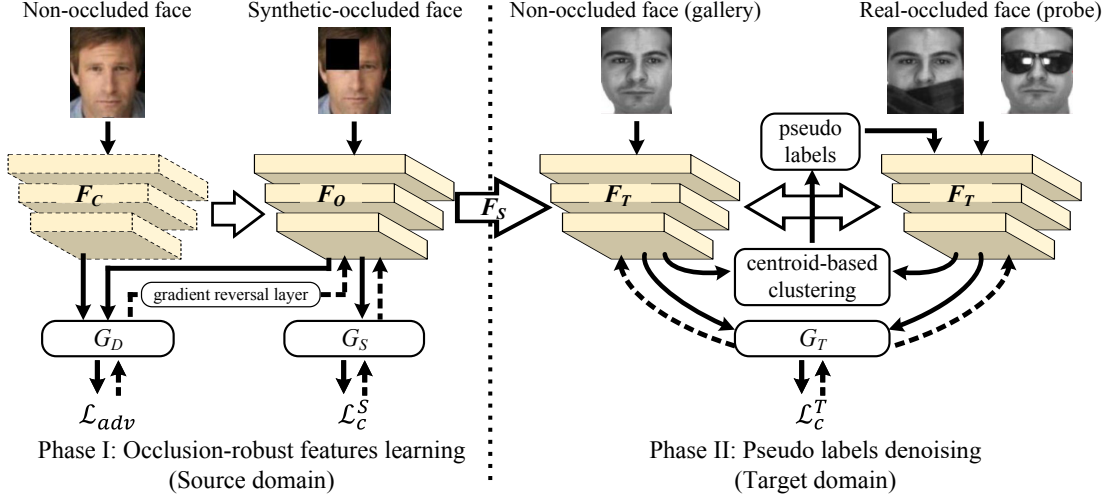 Non-occluded face
Synthetic-occluded face
F_C
F_O
gradient reversal layer
G_D
G_S
ℒ_adv
ℒ_c^S
Phase I: Occlusion-robust features learning
(Source domain)
F_S
Non-occluded face (gallery)
Real-occluded face (probe)
pseudo
labels
F_T
F_T
centroid-based
clustering
G_T
ℒ_c^T
Phase II: Pseudo labels denoising
(Target domain)